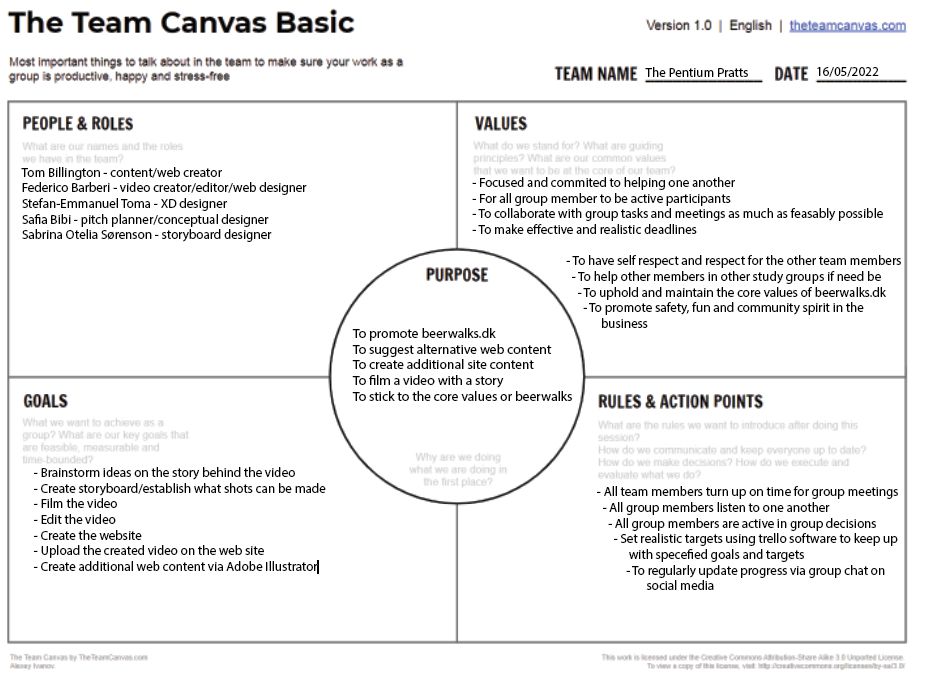 The Team Canvas Basic
Version 1.0 | English | theteamcanvas.com
Most important things to talk about in the team to make sure your work as a
group is productive, happy and stress-free
TEAM NAME The Pentium Pratts DATE 16/05/2022
PEOPLE & ROLES
What are our names and the roles
we have in the team?
Tom Billington - content/web creator
Federico Barberi - video creator/editor/web designer
Stefan-Emmanuel Toma - XD designer
Safia Bibi - pitch planner/conceptual designer
Sabrina Otelia Sørenson - storyboard designer
VALUES
What do we stand for? What are guiding
principles? What are our common values
that we want to be at the core of our team?
- Focused and commited to helping one another
- For all group member to be active participants
- To collaborate with group tasks and meetings as much as feasably possible
- To make effective and realistic deadlines
- To have self respect and respect for the other team members
- To help other members in other study groups if need be
- To uphold and maintain the core values of beerwalks.dk
- To promote safety, fun and community spirit in the
business
PURPOSE
To promote beerwalks.dk
To suggest alternative web content
To create additional site content
To film a video with a story
To stick to the core values or beerwalks
Why are we doing
what we are doing in
the first place?
GOALS
What we want to achieve as a
group? What are our key goals that
are feasible, measurable and
time-bounded?
- Brainstorm ideas on the story behind the video
- Create storyboard/establish what shots can be made
- Film the video
- Edit the video
- Create the website
- Upload the created video on the web site
- Create additional web content via Adobe Illustrator
RULES & ACTION POINTS
What are the rules we want to introduce after doing this
session?
How do we communicate and keep everyone up to date?
How do we make decisions? How do we execute and
evaluate what we do?
- All team members turn up on time for group meetings
- All group members listen to one another
- All group members are active in group decisions
- Set realistic targets using trello software to keep up
with specefied goals and targets
- To regularly update progress via group chat on
social media
The Team Canvas by TheTeamCanvas.com
Alexey Ivanov
This work is licensed under the Creative Commons Attribution-Share Alike 3.0 Unported License.
To view a copy of this license, visit: http://creativecommons.org/licenses/by-sa/3.0/